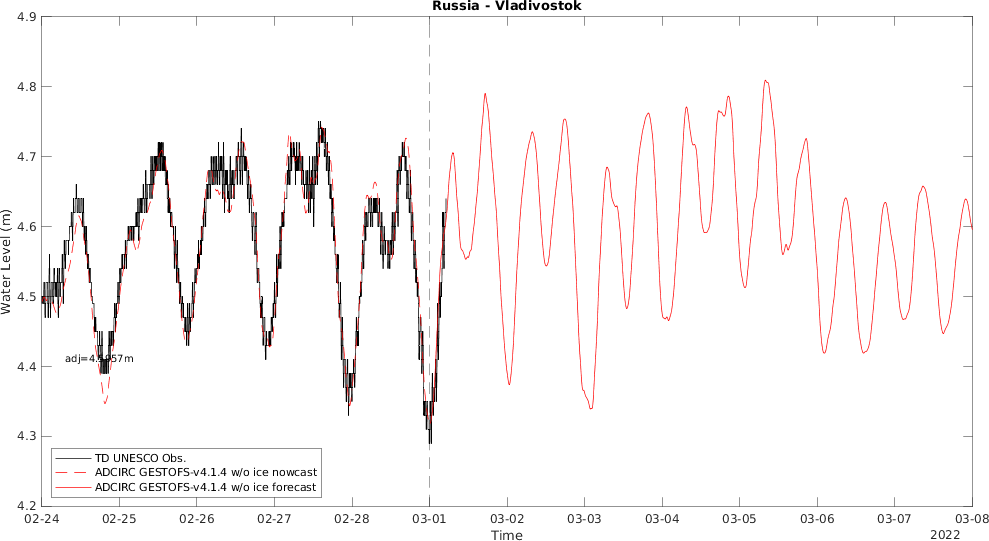 Russia - Vladivostok
4.9
4.8
4.7
4.6
4.5
4.4
4.3
4.2
Water Level (m)
TD UNESCO Obs.
ADCIRC GESTOFS-v4.1.4 w/o ice nowcast
ADCIRC GESTOFS-v4.1.4 w/o ice forecast
02-24 02-25 02-26 02-27 02-28 03-01 03-02 03-03 03-04 03-05 03-06 03-07 03-08
Time
2022